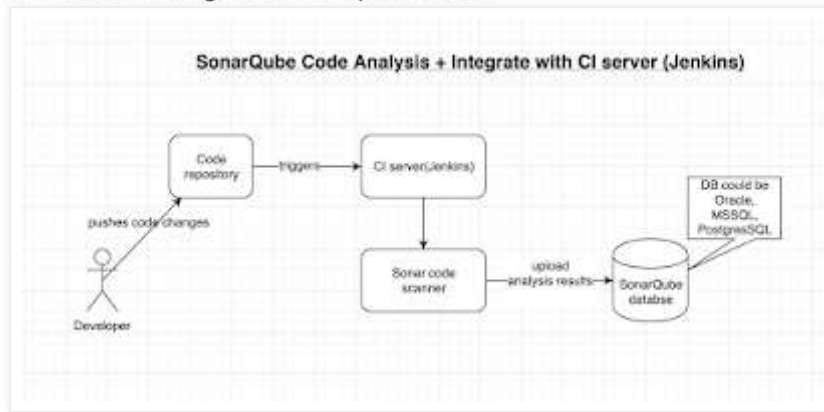 SonarQube Code Analysis + Integrate with CI server (Jenkins)
Code
repository
triggers
CI server(Jenkins)
DB could be
Oracle,
MSSQL,
PostgresSQL
pushes code changes
Sonar code
scanner
upload
analysis results
SonarQube
databse
Developer